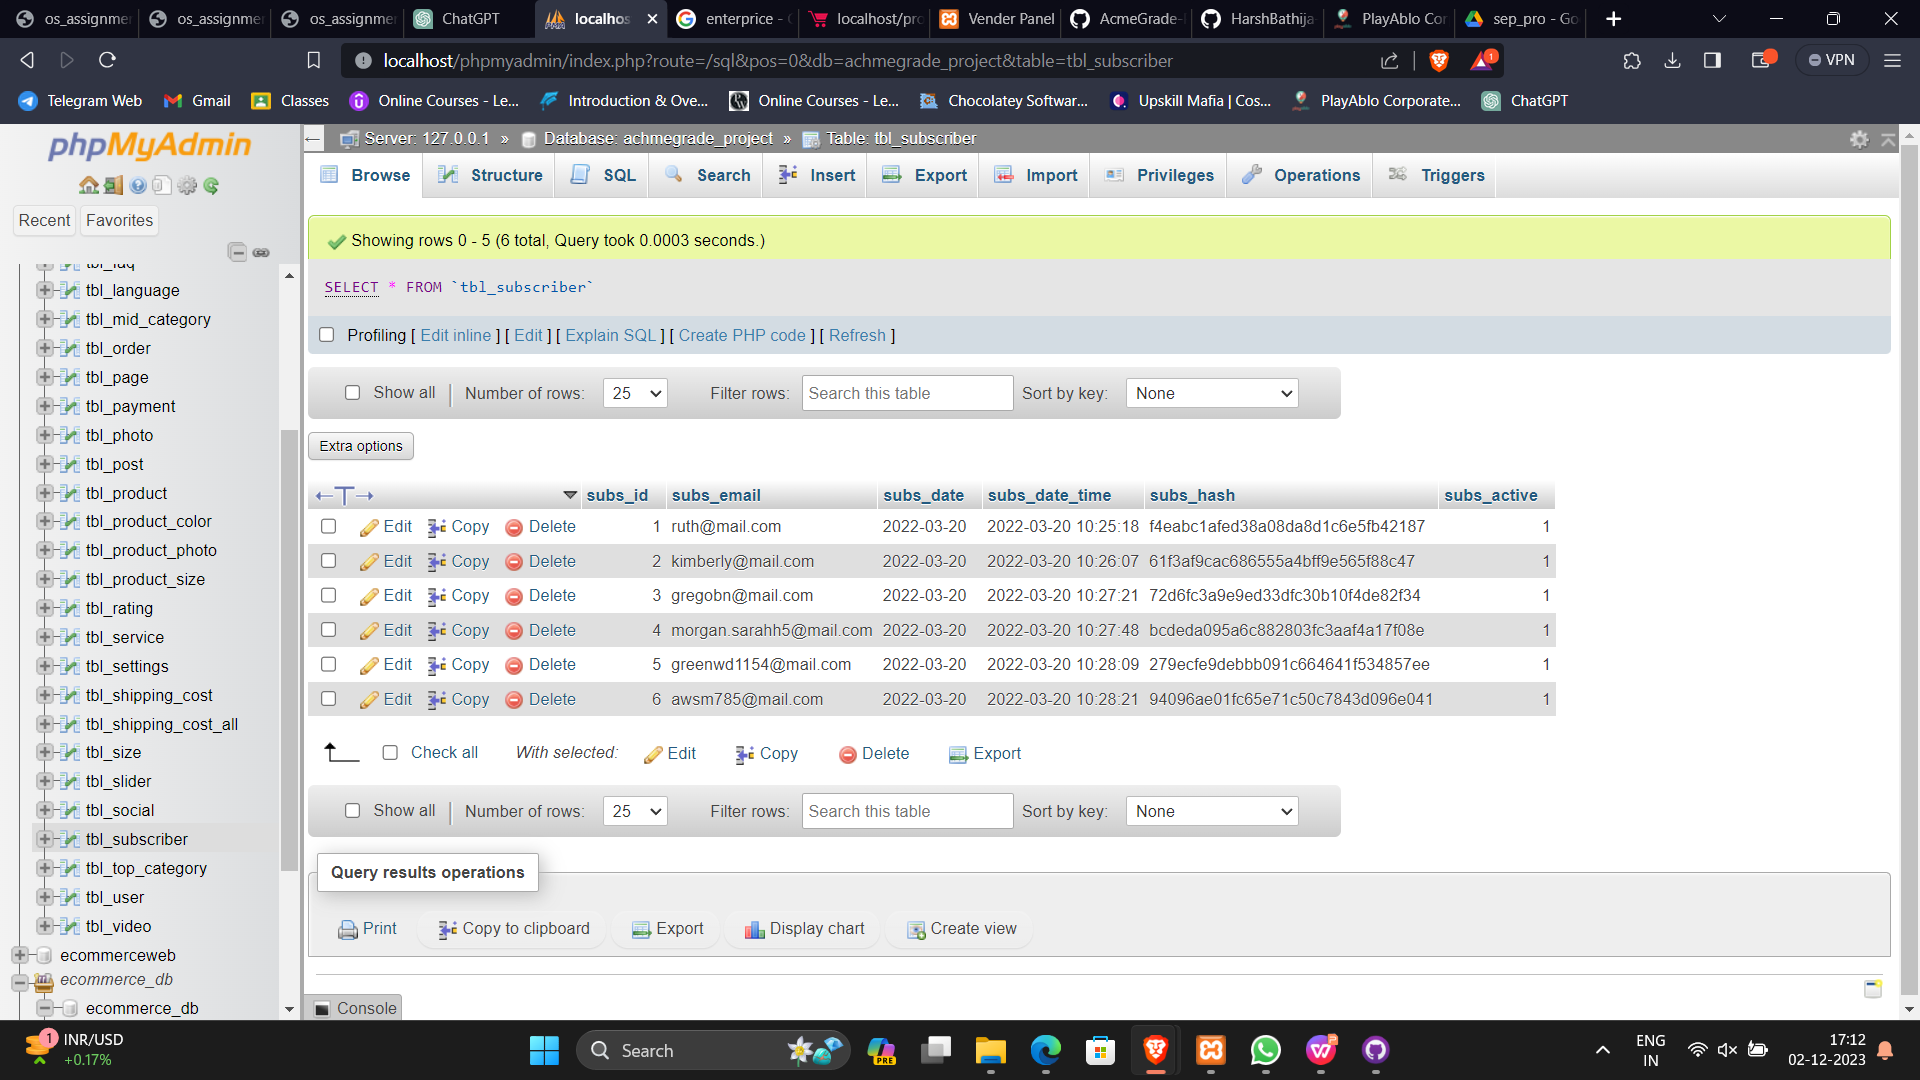 os_assignmen
os_assignmen
os_assignmen
ChatGPT
localhos
enterprice - G
localhost/pro
Vender Panel
AcmeGrade-
HarshBathija
PlayAblo Cor
sep_pro - Go
localhost/phpmyadmin/index.php?route=/sql&pos=0&db=achmegrade_project&table=tbl_subscriber
1
VPN
Telegram Web
Gmail
Classes
Online Courses - Le...
Introduction & Ove...
Online Courses - Le...
Chocolatey Softwar...
Upskill Mafia | Cos...
PlayAblo Corporate...
ChatGPT
phpMyAdmin
Recent
Favorites
tbl_faq
tbl_language
tbl_mid_category
tbl_order
tbl_page
tbl_payment
tbl_photo
tbl_post
tbl_product
tbl_product_color
tbl_product_photo
tbl_product_size
tbl_rating
tbl_service
tbl_settings
tbl_shipping_cost
tbl_shipping_cost_all
tbl_size
tbl_slider
tbl_social
tbl_subscriber
tbl_top_category
tbl_user
tbl_video
ecommerceweb
ecommerce_db
ecommerce_db
Server: 127.0.0.1 » Database: achmegrade_project » Table: tbl_subscriber
Browse Structure SQL Search Insert Export Import Privileges Operations Triggers
Showing rows 0 - 5 (6 total, Query took 0.0003 seconds.)
SELECT * FROM `tbl_subscriber`
Profiling [ Edit inline ] [ Edit ] [ Explain SQL ] [ Create PHP code ] [ Refresh ]
Show all | Number of rows: 25 Filter rows: Search this table Sort by key: None
Extra options
subs_id subs_email subs_date subs_date_time subs_hash subs_active
Edit Copy Delete 1 ruth@mail.com 2022-03-20 2022-03-20 10:25:18 f4eabc1afed38a08da8d1c6e5fb42187 1
Edit Copy Delete 2 kimberly@mail.com 2022-03-20 2022-03-20 10:26:07 61f3af9cac686555a4bff9e565f88c47 1
Edit Copy Delete 3 gregobn@mail.com 2022-03-20 2022-03-20 10:27:21 72d6fc3a9e9ed33dfc30b10f4de82f34 1
Edit Copy Delete 4 morgan.sarahh5@mail.com 2022-03-20 2022-03-20 10:27:48 bcdeda095a6c882803fc3aaf4a17f08e 1
Edit Copy Delete 5 greenwd1154@mail.com 2022-03-20 2022-03-20 10:28:09 279ecfe9debbb091c664641f534857ee 1
Edit Copy Delete 6 awsm785@mail.com 2022-03-20 2022-03-20 10:28:21 94096ae01fc65e71c50c7843d096e041 1
Check all With selected: Edit Copy Delete Export
Show all | Number of rows: 25 Filter rows: Search this table Sort by key: None
Query results operations
Print Copy to clipboard Export Display chart Create view
Console
1
INR/USD
+0.17%
Search
PRE
ENG
IN
17:12
02-12-2023